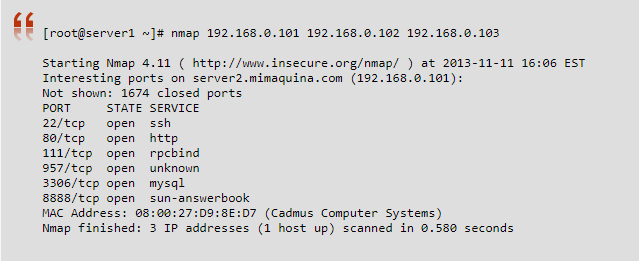 [root@server1 ~]# nmap 192.168.0.101 192.168.0.102 192.168.0.103
Starting Nmap 4.11 ( http://www.insecure.org/nmap/ ) at 2013-11-11 16:06 EST
Interesting ports on server2.mimaquina.com (192.168.0.101):
Not shown: 1674 closed ports
PORT     STATE SERVICE
22/tcp   open  ssh
80/tcp   open  http
111/tcp  open  rpcbind
957/tcp  open  unknown
3306/tcp open  mysql
8888/tcp open  sun-answerbook
MAC Address: 08:00:27:D9:8E:D7 (Cadmus Computer Systems)
Nmap finished: 3 IP addresses (1 host up) scanned in 0.580 seconds